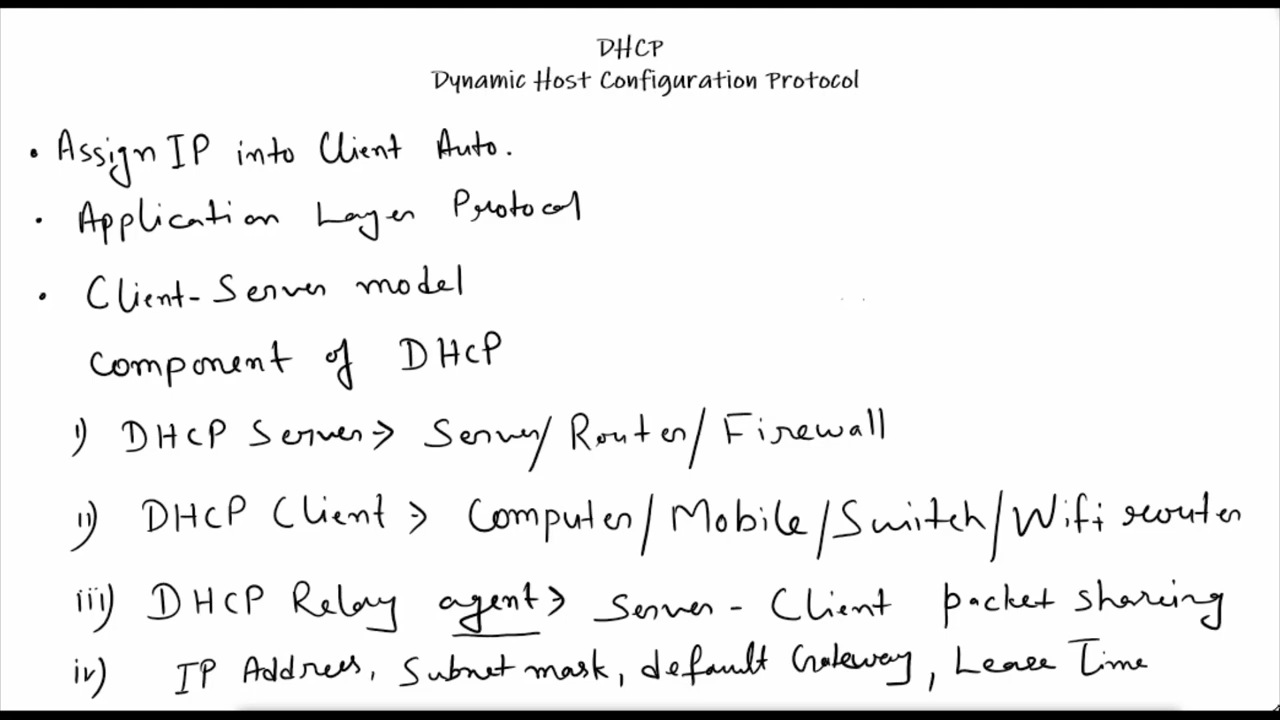 DHCP
Dynamic Host Configuration Protocol
• Assign IP into Client Auto.
• Application Layer Protocol
• Client-Server model
Component of DHCP
i) DHCP Server → Server/Router/Firewall
ii) DHCP Client → Computer/Mobile/Switch/Wifi router
iii) DHCP Relay agent → Server - Client packet sharing
iv) IP Address, Subnet mask, default Gateway, Lease Time